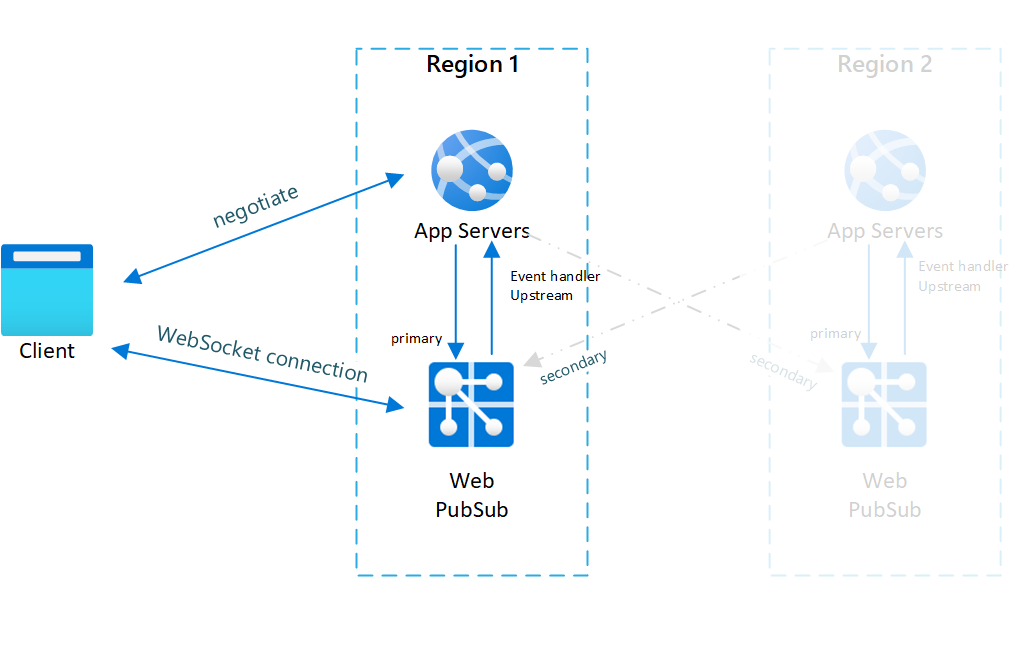 Region 1
Region 2
negotiate
App Servers
App Servers
Event handler
Upstream
Event handler
Upstream
Client
WebSocket connection
primary
primary
secondary
secondary
Web
PubSub
Web
PubSub